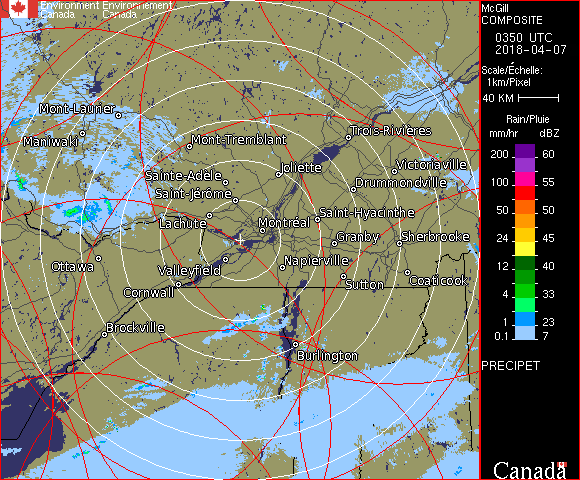 Environment Environnement
Canada Canada
McGill
COMPOSITE
0350 UTC
2018-04-07
Scale/Échelle:
1km/Pixel
40 KM
Rain/Pluie
mm/hr dBZ
200 60
100 55
50 50
24 45
12 40
4 33
1 23
0.1 7
PRECIPET
Canada
Mont-Laurier
Maniwaki
Mont-Tremblant
Trois-Rivières
Sainte-Adèle
Joliette
Victoriaville
Saint-Jérôme
Drummondville
Lachute
Montréal
Saint-Hyacinthe
Granby
Sherbrooke
Ottawa
Valleyfield
Napierville
Cornwall
Sutton
Coaticook
Brockville
Burlington